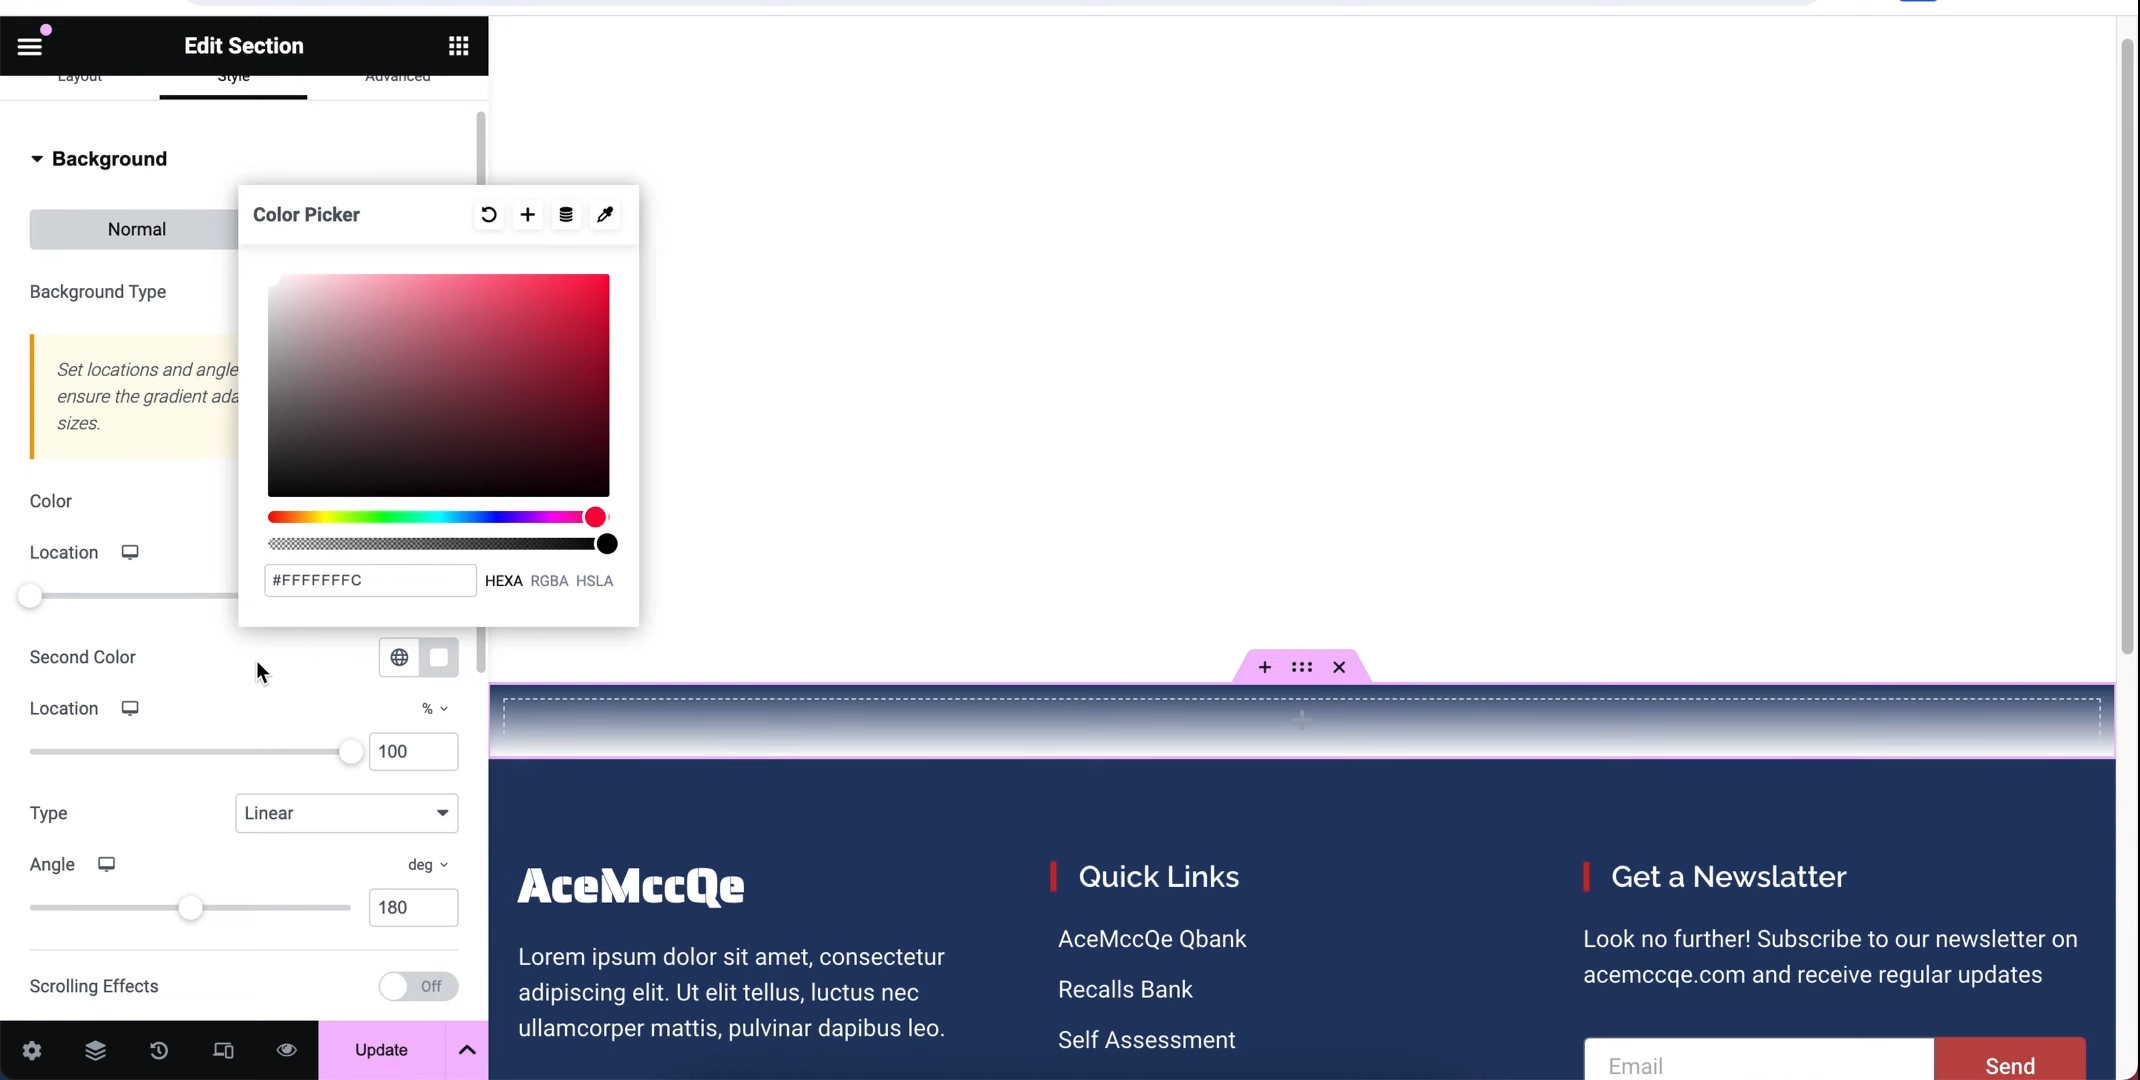 Edit Section
Layout Style Advanced
Background
Color Picker
Normal
Background Type
Set locations and angle
ensure the gradient ada
sizes.
Color
Location
#FFFFFFFC HEXA RGBA HSLA
Second Color
Location %
100
Type Linear
Angle deg
180
Scrolling Effects Off
Update
AceMccQe
Lorem ipsum dolor sit amet, consectetur
adipiscing elit. Ut elit tellus, luctus nec
ullamcorper mattis, pulvinar dapibus leo.
Quick Links
AceMccQe Qbank
Recalls Bank
Self Assessment
Get a Newslatter
Look no further! Subscribe to our newsletter on
acemccqe.com and receive regular updates
Email Send